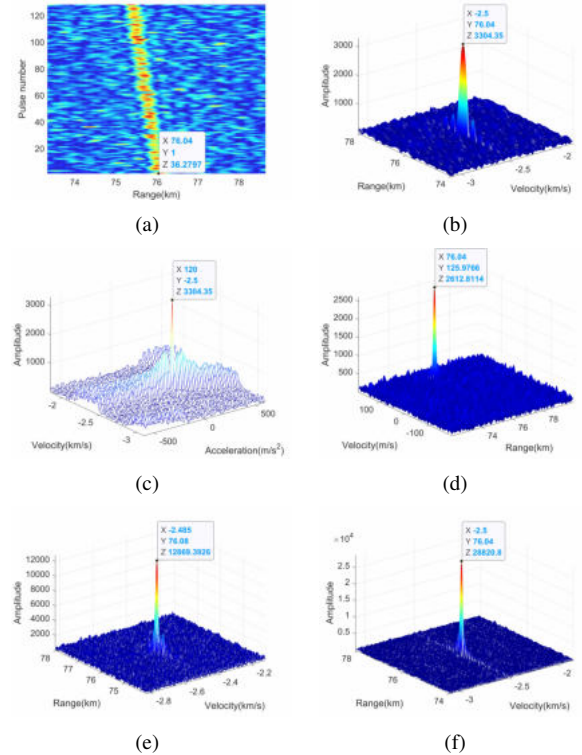 120
100
80
60
40
20
Pulse number
X 76.04
Y 1
Z 36.2797
74
75
76
77
78
Range(km)
(a)
X -2.5
Y 76.04
Z 3304.35
3000
2000
1000
Amplitude
78
76
74
Range(km)
-3
-2.5
-2
Velocity(km/s)
(b)
X 120
Y -2.5
Z 3304.35
3000
2000
1000
Amplitude
-2
-2.5
-3
Velocity(km/s)
-500
0
500
Acceleration(m/s²)
(c)
X 76.04
Y 125.9766
Z 2612.8114
2500
2000
1500
1000
500
Amplitude
100
0
-100
Velocity(m/s)
74
76
78
Range(km)
(d)
X -2.485
Y 76.08
12000
10000
8000
6000
4000
2000
Amplitude
78
77
76
75
Range(km)
-2.8
-2.6
-2.4
-2.2
Velocity(km/s)
(e)
X -2.5
Y 76.04
Z 28820.8
2.5
2
1.5
1
0.5
Amplitude
78
76
74
Range(km)
-3
-2.5
-2
Velocity(km/s)
(f)